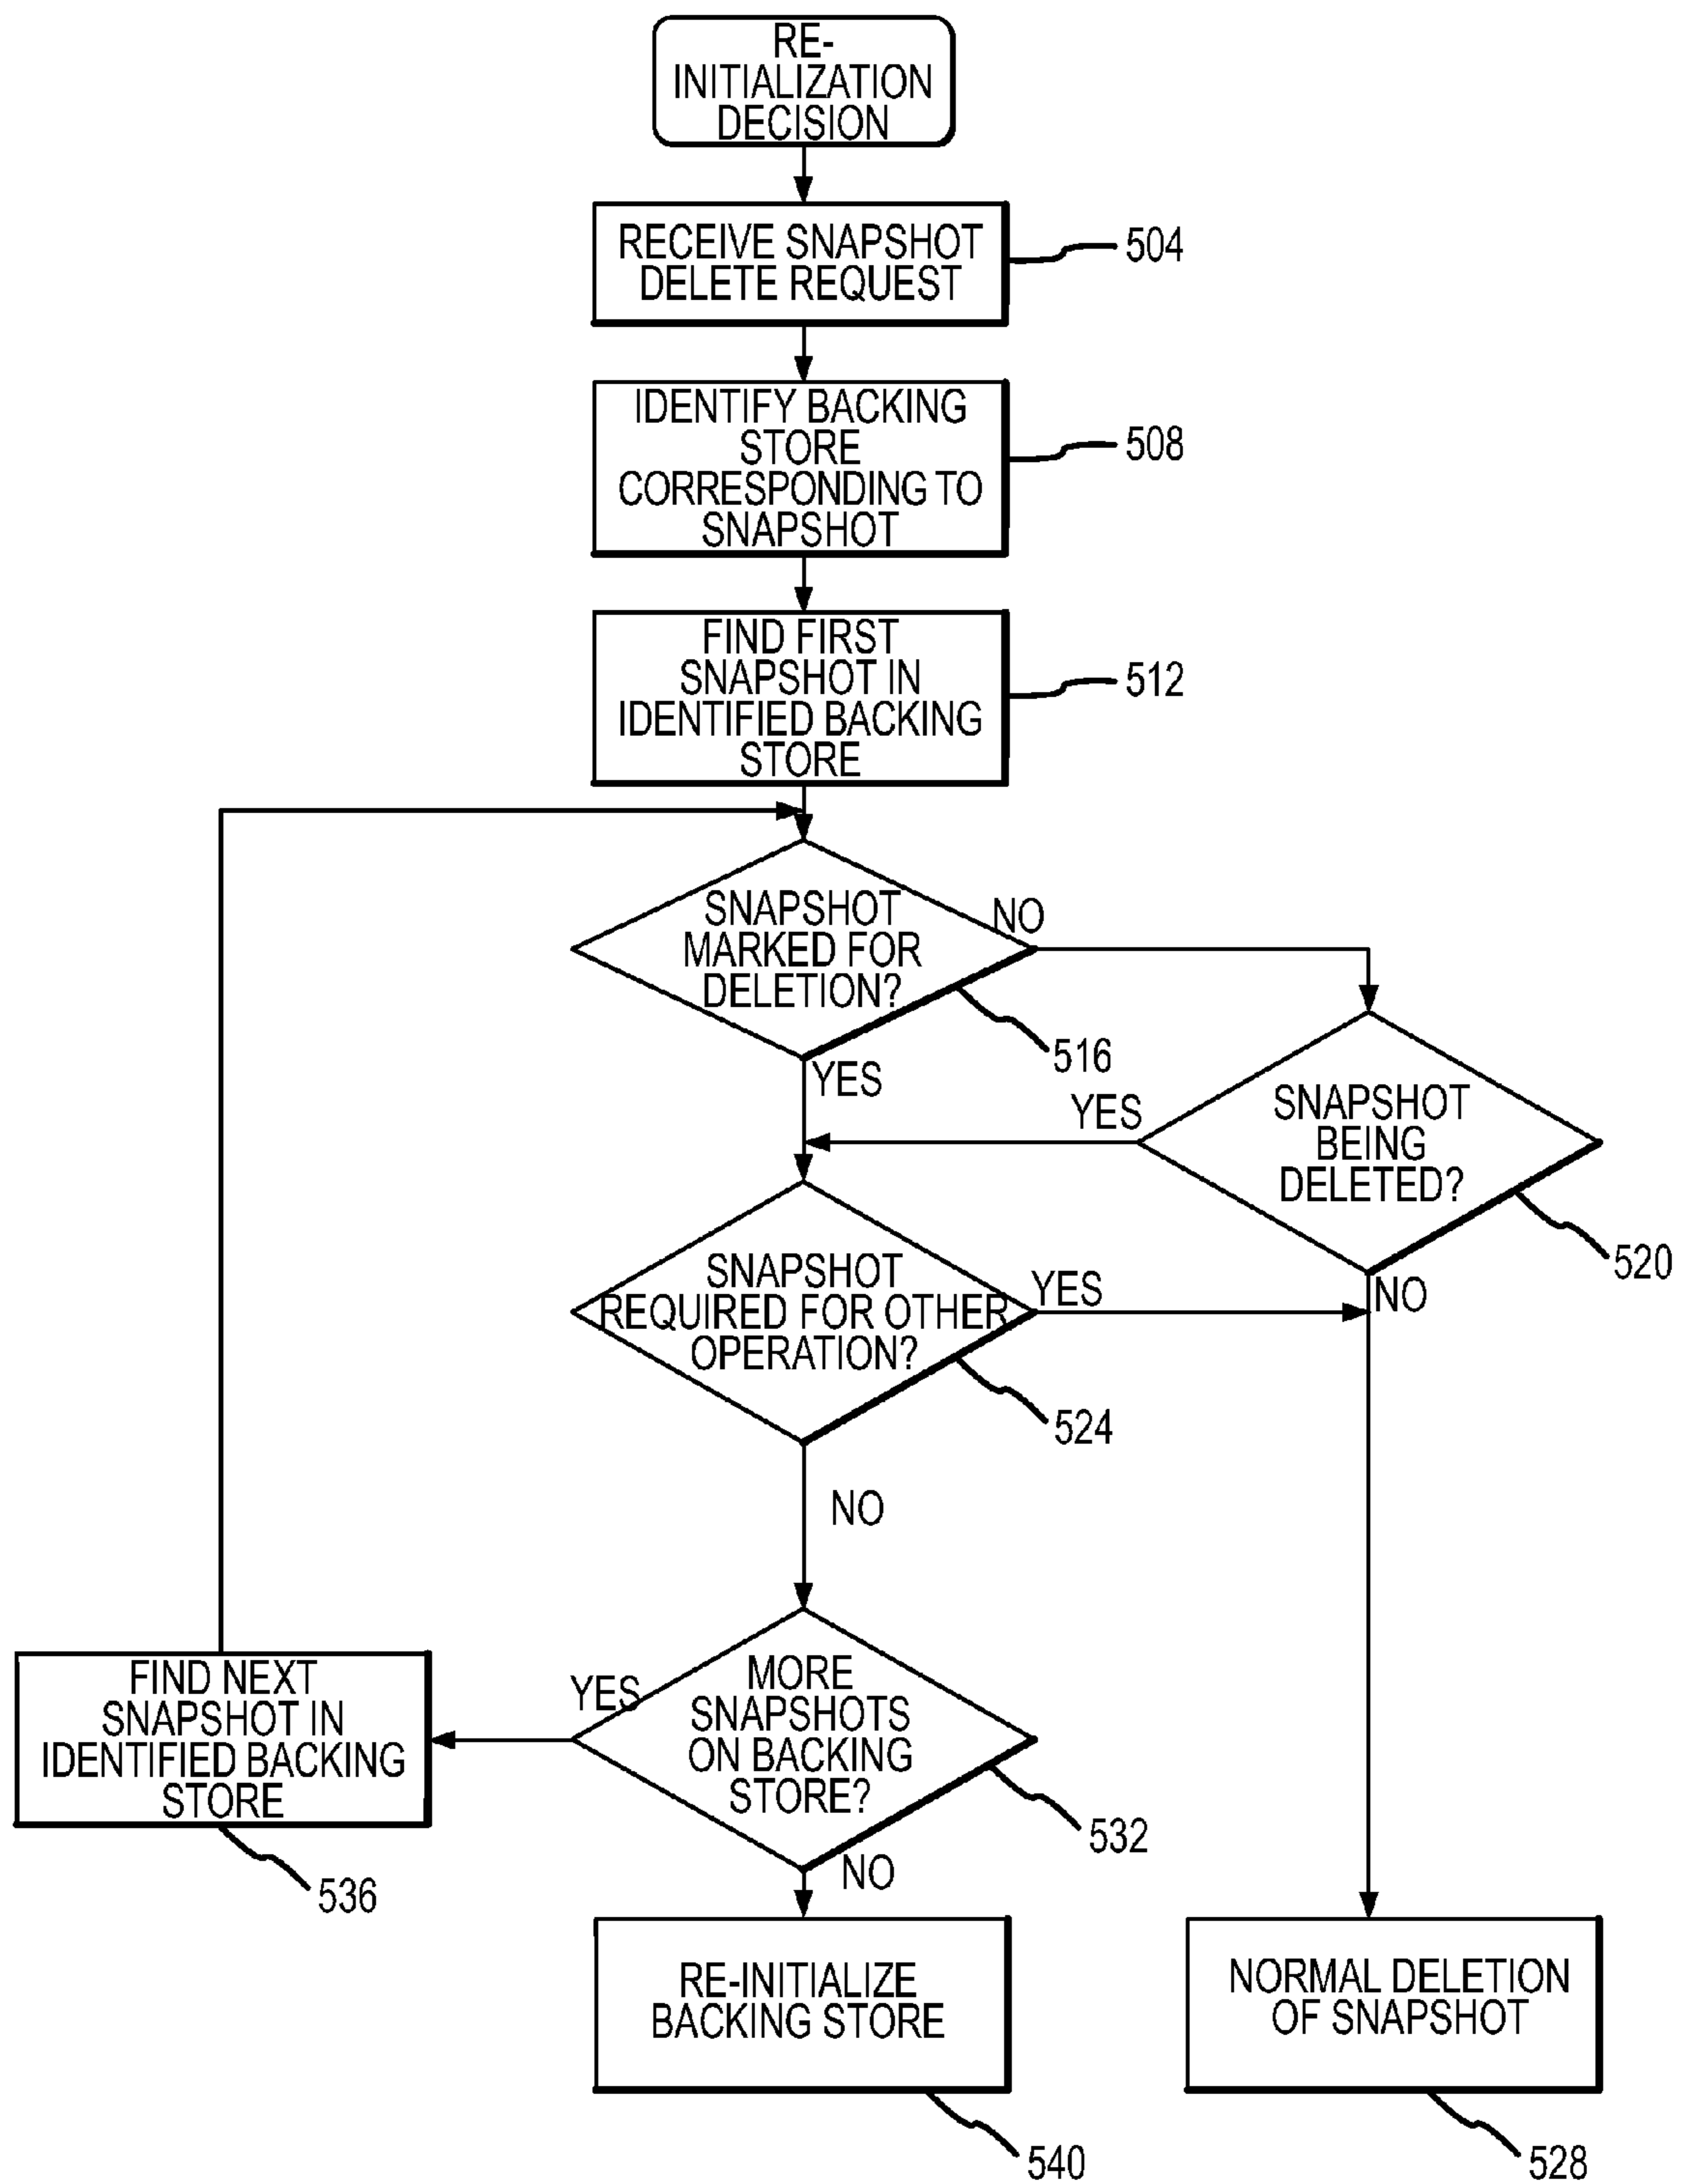 RE-
INITIALIZATION
DECISION
RECEIVE SNAPSHOT
DELETE REQUEST
504
IDENTIFY BACKING
STORE
CORRESPONDING TO
SNAPSHOT
508
FIND FIRST
SNAPSHOT IN
IDENTIFIED BACKING
STORE
512
SNAPSHOT
MARKED FOR
DELETION?
NO
516
YES
SNAPSHOT
BEING
DELETED?
YES
520
NO
SNAPSHOT
REQUIRED FOR OTHER
OPERATION?
YES
524
NO
MORE
SNAPSHOTS
ON BACKING
STORE?
YES
532
NO
FIND NEXT
SNAPSHOT IN
IDENTIFIED BACKING
STORE
536
RE-INITIALIZE
BACKING STORE
540
NORMAL DELETION
OF SNAPSHOT
528